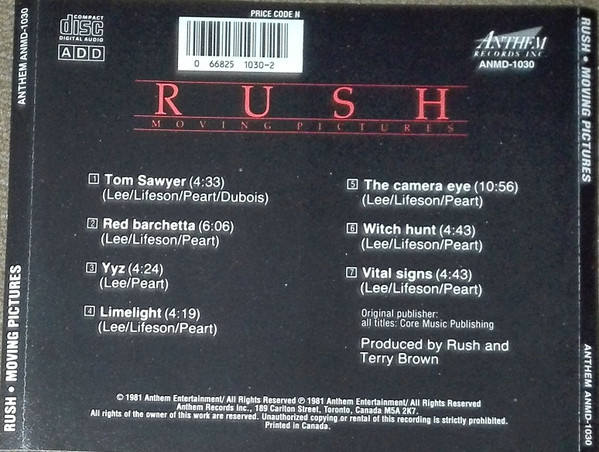 ANTHEM ANMD-1030
RUSH • MOVING PICTURES
COMPACT
disc
DIGITAL AUDIO
ADD
PRICE CODE N
0 66825 1030-2
ANTHEM
RECORDS INC
ANMD-1030
RUSH
MOVING PICTURES
1 Tom Sawyer (4:33)
(Lee/Lifeson/Peart/Dubois)
2 Red barchetta (6:06)
(Lee/Lifeson/Peart)
3 Yyz (4:24)
(Lee/Peart)
4 Limelight (4:19)
(Lee/Lifeson/Peart)
5 The camera eye (10:56)
(Lee/Lifeson/Peart)
6 Witch hunt (4:43)
(Lee/Lifeson/Peart)
7 Vital signs (4:43)
(Lee/Lifeson/Peart)
Original publisher:
all titles: Core Music Publishing
Produced by Rush and
Terry Brown
© 1981 Anthem Entertainment/ All Rights Reserved ℗ 1981 Anthem Entertainment/ All Rights Reserved
Anthem Records Inc., 189 Carlton Street, Toronto, Canada M5A 2K7.
All rights of the owner of this work are reserved. Unauthorized copying or rental of this recording is strictly prohibited.
Printed in Canada.
RUSH • MOVING PICTURES
ANTHEM ANMD-1030